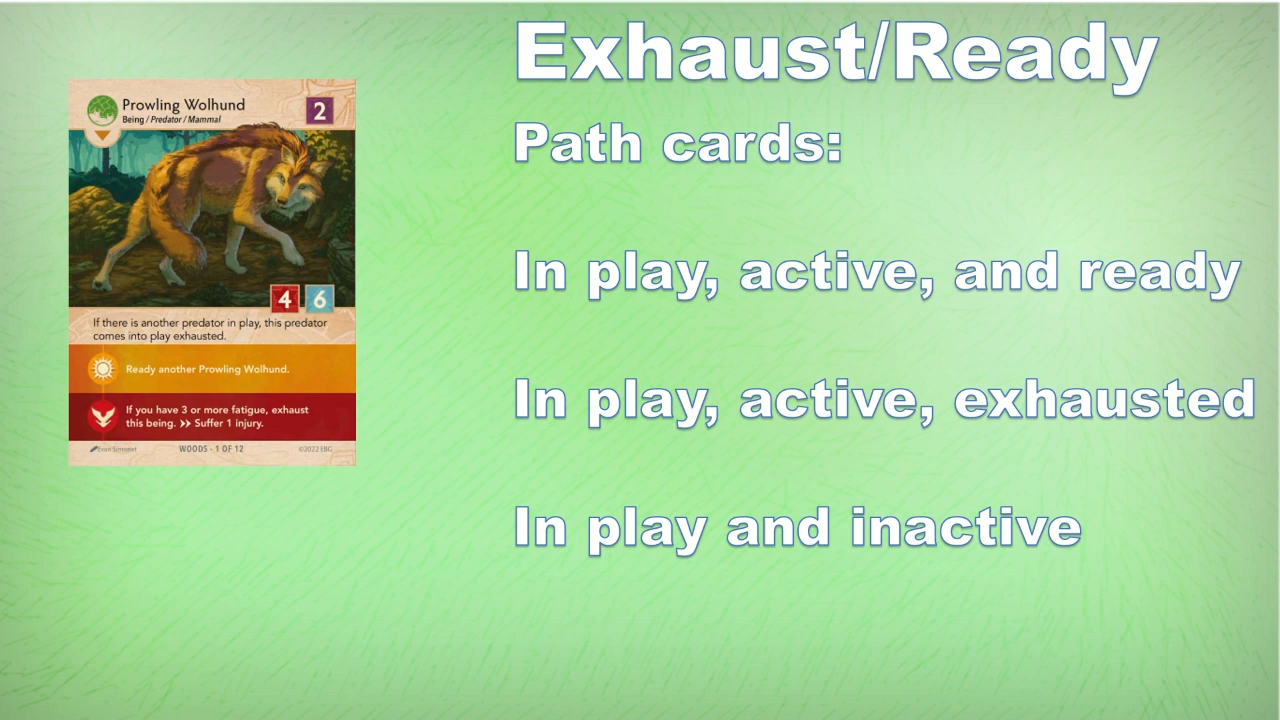 Exhaust/Ready
Path cards:
In play, active, and ready
In play, active, exhausted
In play and inactive
Prowling Wolhund
Being / Predator / Mammal
2
4 6
If there is another predator in play, this predator
comes into play exhausted.
Ready another Prowling Wolhund.
If you have 3 or more fatigue, exhaust
this being. Suffer 1 injury.
Evan Simonet WOODS - 1 OF 12 ©2022 EBG